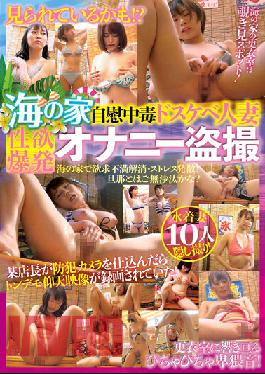 見られているかも!?
海の家
自慰中毒ドスケベ人妻
性欲爆発
オナニー盗撮
海の家で欲求不満解消・ストレス発散!
旦那とはご無沙汰かな?
水着妻
10人
隠し撮り
某店長が防犯カメラを仕込んだら
トンデモ仰天映像が録画されていた!
更衣室に響き渡る
ぴちゃぴちゃ卑猥音!